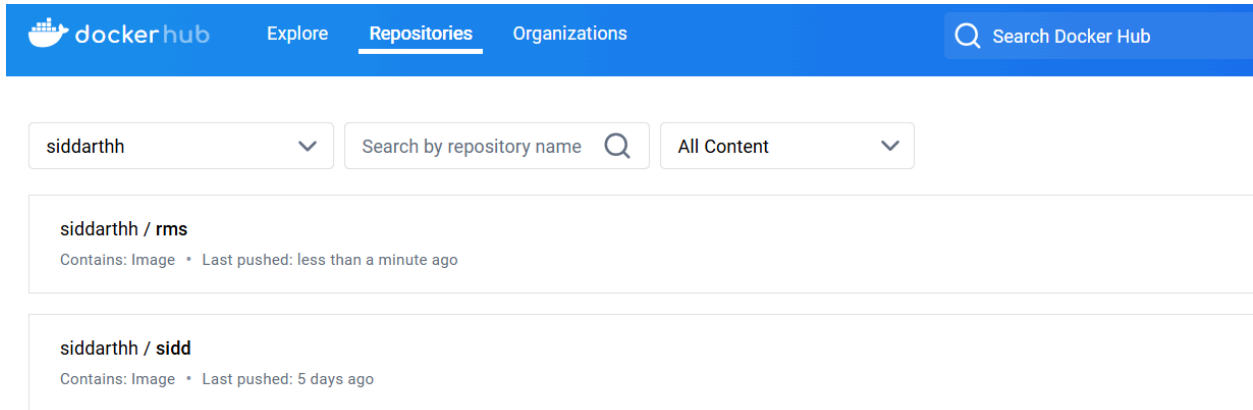 dockerhub Explore Repositories Organizations Search Docker Hub
siddarthh Search by repository name All Content
siddarthh / rms
Contains: Image • Last pushed: less than a minute ago
siddarthh / sidd
Contains: Image • Last pushed: 5 days ago